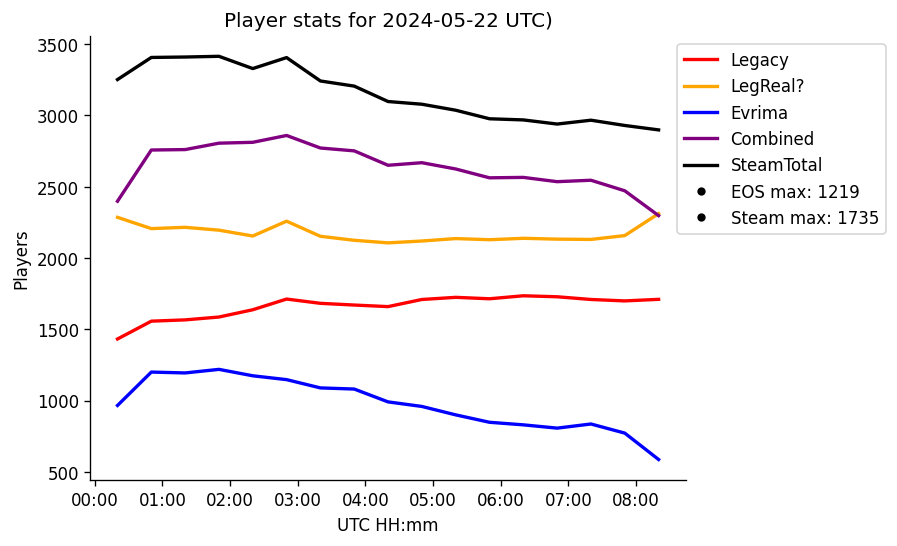 Player stats for 2024-05-22 UTC)
3500
3000
2500
2000
1500
1000
500
Players
00:00 01:00 02:00 03:00 04:00 05:00 06:00 07:00 08:00
UTC HH:mm
Legacy
LegReal?
Evrima
Combined
SteamTotal
EOS max: 1219
Steam max: 1735